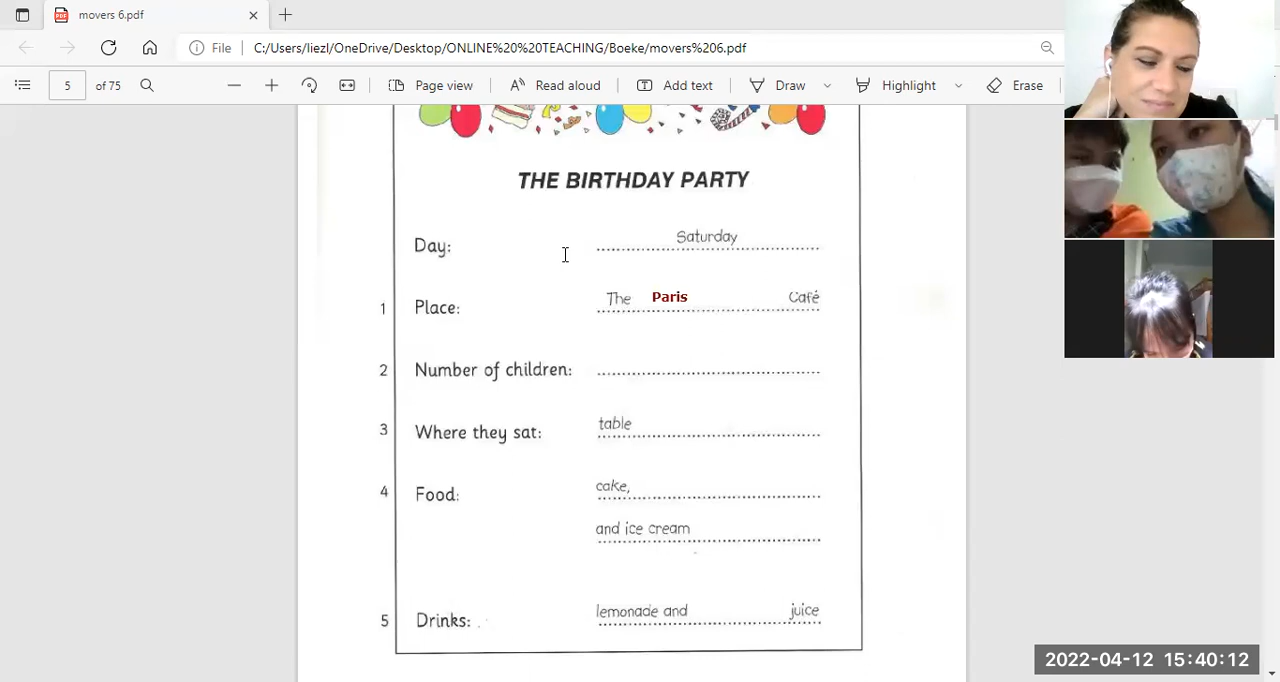 movers 6.pdf
File C:/Users/liezl/OneDrive/Desktop/ONLINE%20%20TEACHING/Boeke/movers%206.pdf
5 of 75 Page view Read aloud Add text Draw Highlight Erase
THE BIRTHDAY PARTY
Day: Saturday
1 Place: The Paris Café
2 Number of children:
3 Where they sat: table
4 Food: cake,
and ice cream
5 Drinks: lemonade and juice
2022-04-12 15:40:12